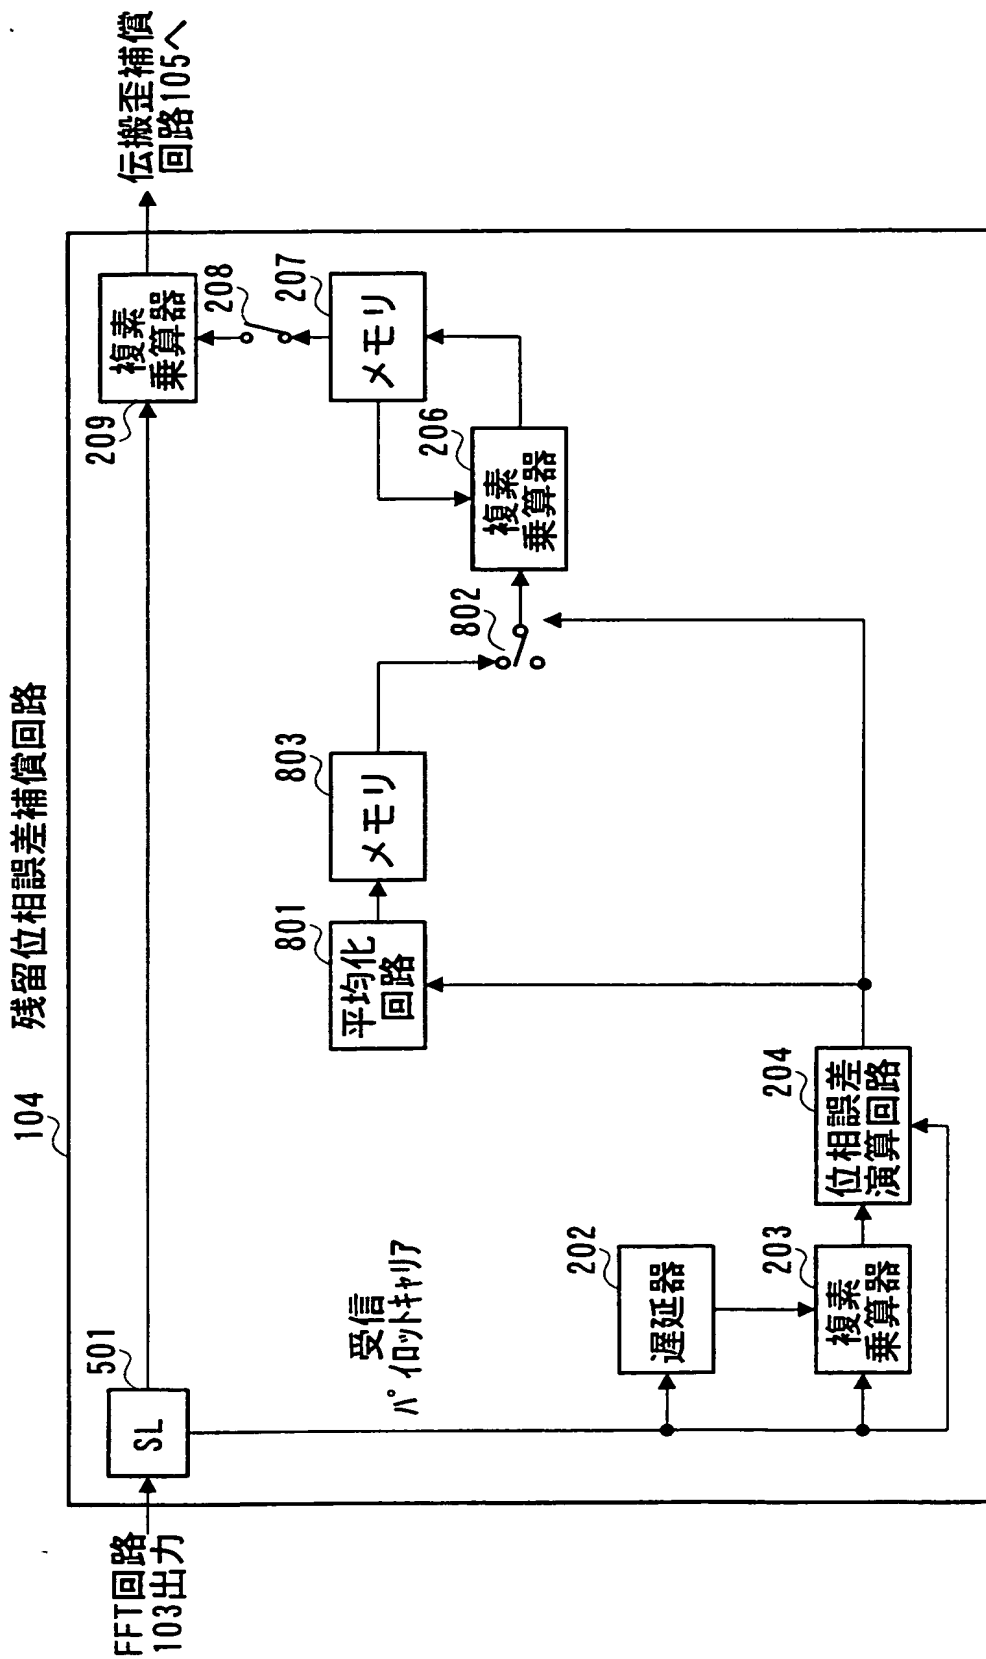 104 残留位相誤差補償回路
FFT回路
103出力
SL
501
受信
パイロットキャリア
遅延器
202
複素
乗算器
203
位相誤差
演算回路
204
平均化
回路
801
メモリ
803
802
複素
乗算器
206
メモリ
207
208
複素
乗算器
209
伝搬歪補償
回路105へ